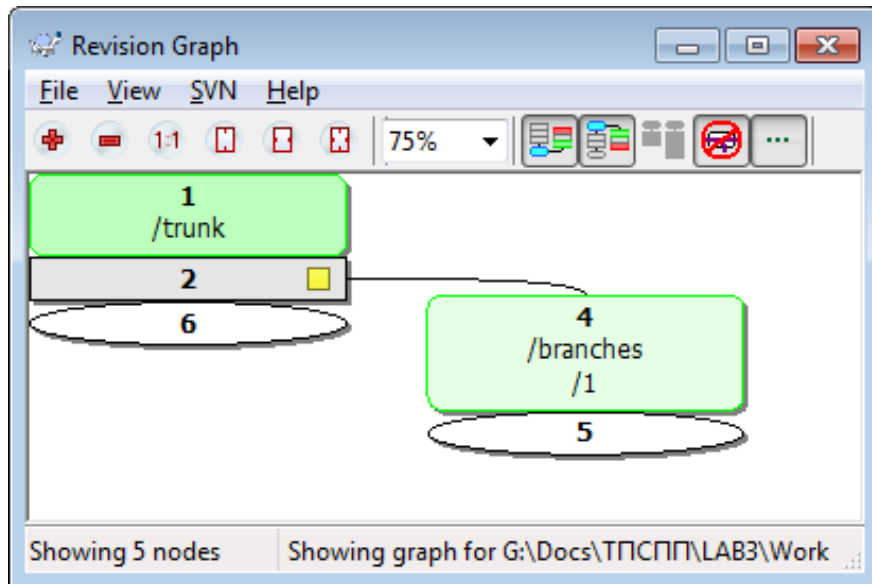 Revision Graph
File View SVN Help
1:1 75%
1
/trunk
2
6
4
/branches
/1
5
Showing 5 nodes Showing graph for G:\Docs\ТПСПП\LAB3\Work